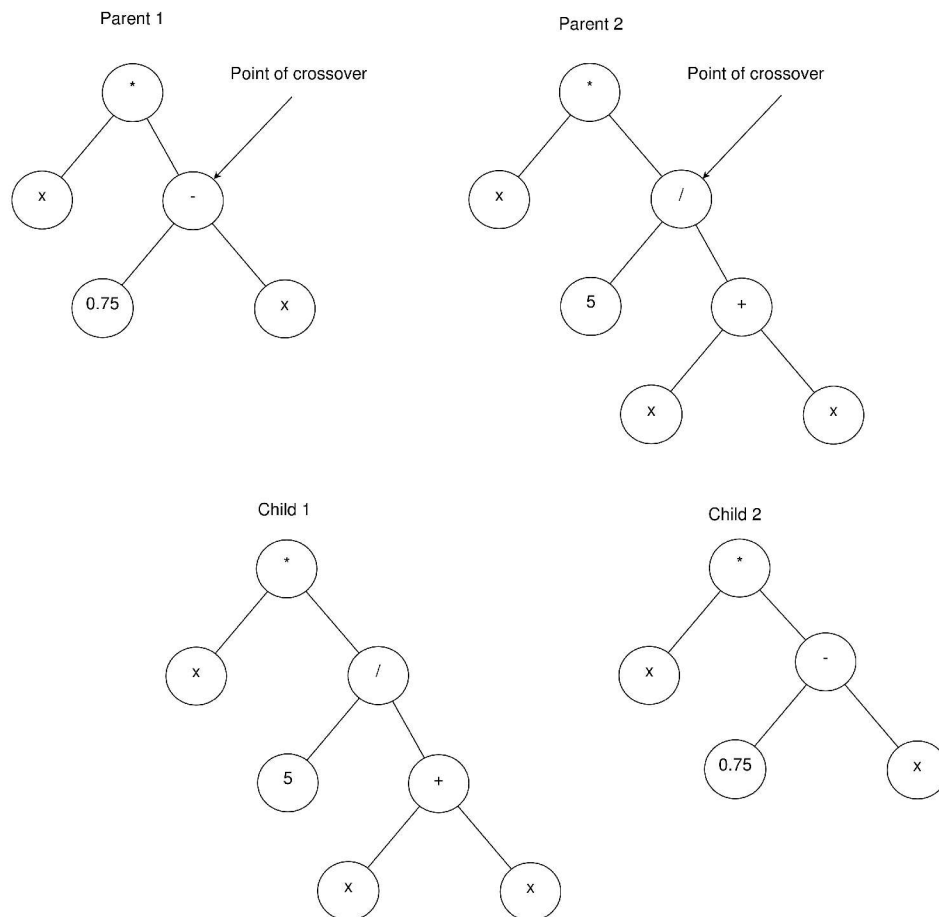 Parent 1
Parent 2
Point of crossover
Point of crossover
*
*
x
-
x
/
0.75
x
5
+
x
x
Child 1
Child 2
*
*
x
/
x
-
5
+
0.75
x
x
x